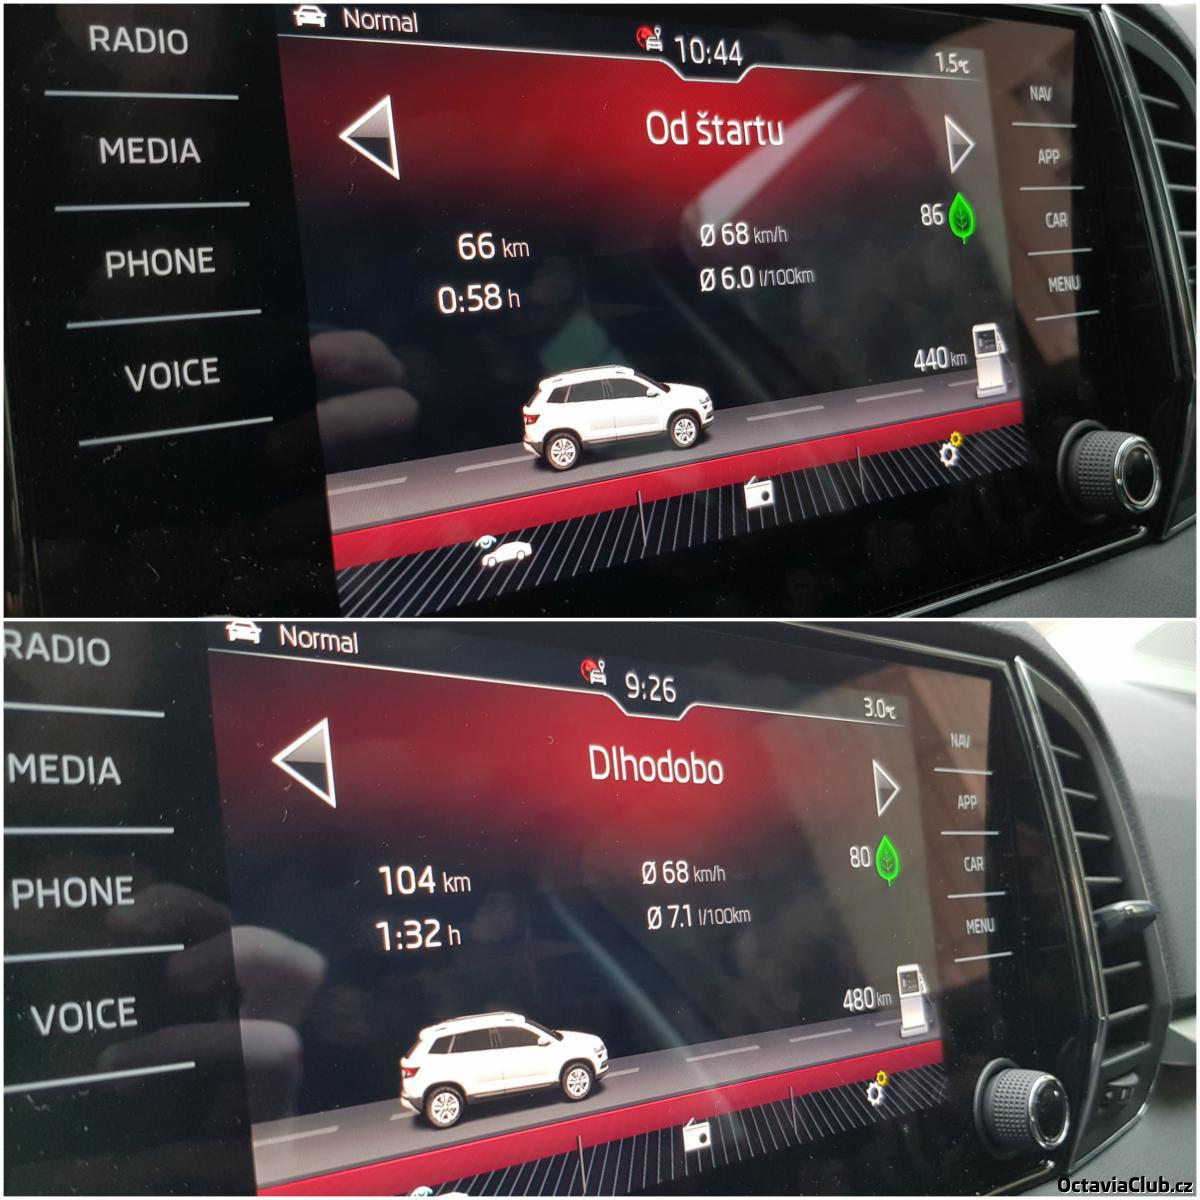 RADIO
MEDIA
PHONE
VOICE
Normal
10:44
1.5°C
Od štartu
66 km
0:58 h
Ø 68 km/h
Ø 6.0 l/100km
86
440 km
NAV
APP
CAR
MENU
RADIO
MEDIA
PHONE
VOICE
Normal
9:26
3.0°C
Dlhodobo
104 km
1:32 h
Ø 68 km/h
Ø 7.1 l/100km
80
480 km
NAV
APP
CAR
MENU
OctaviaClub.cz